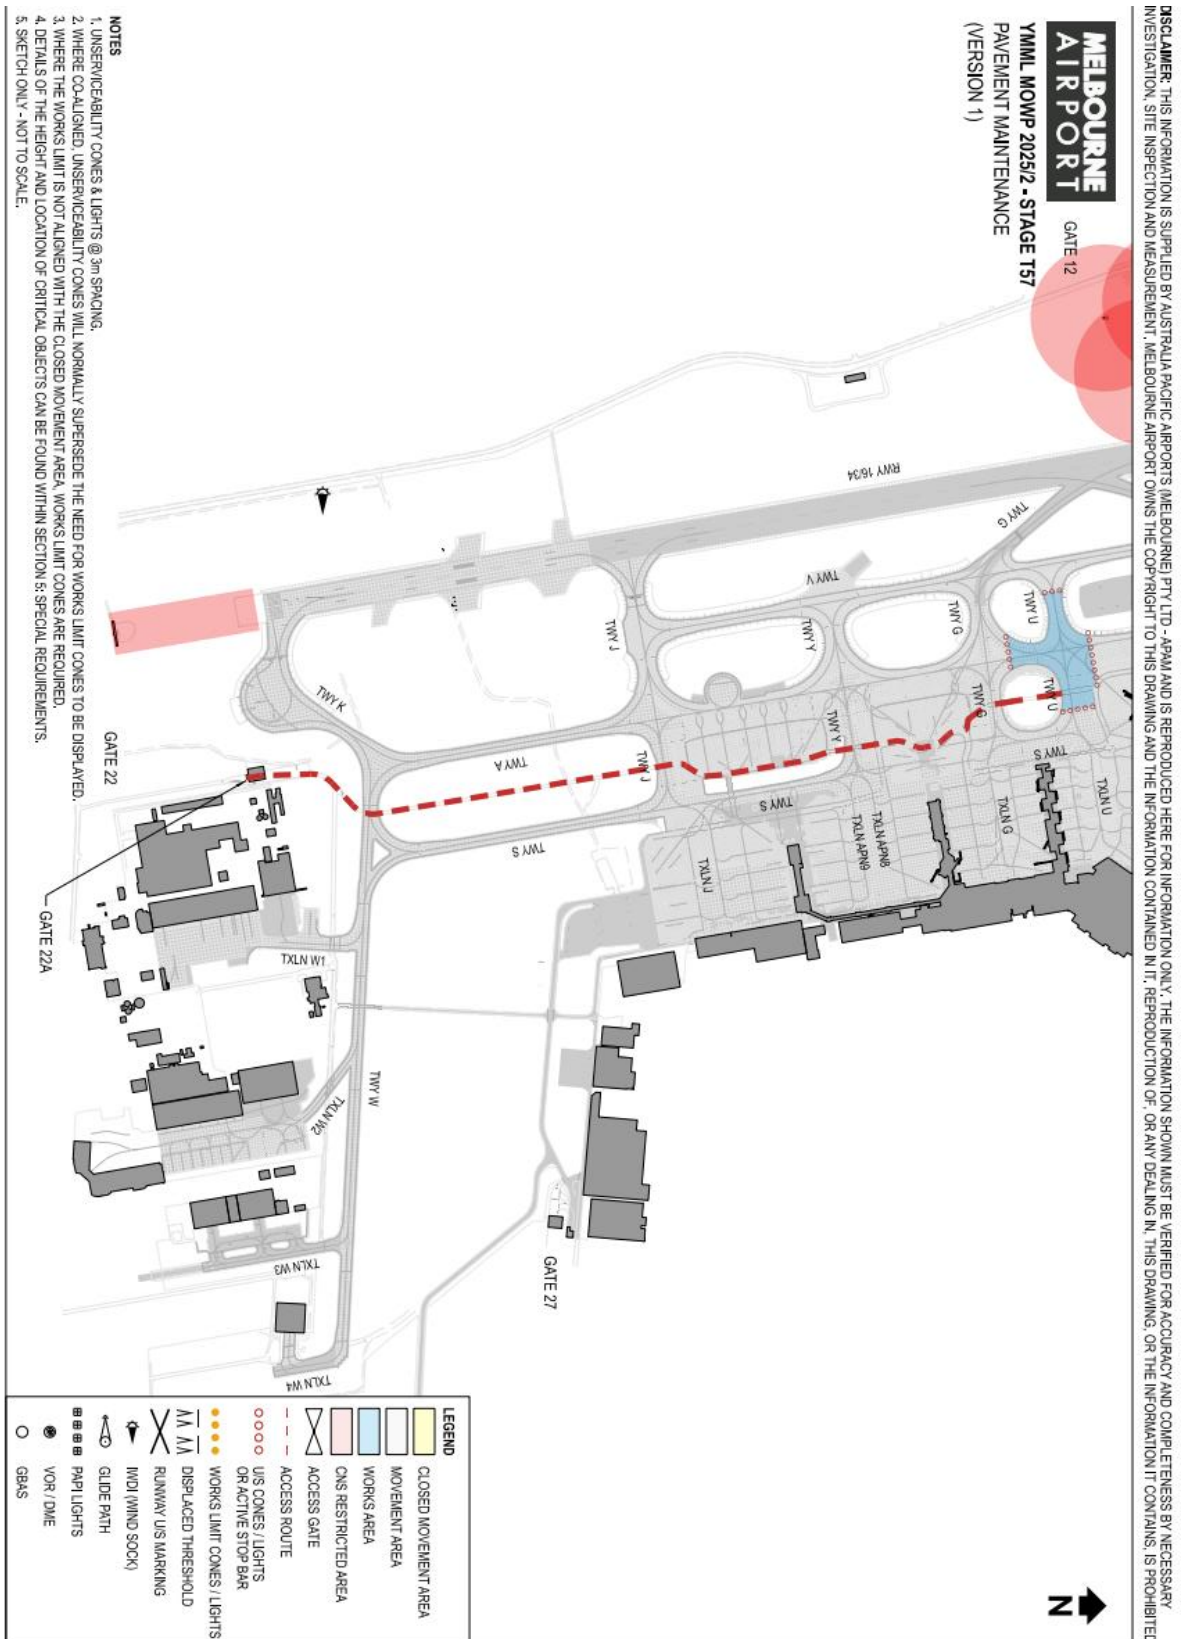 DISCLAIMER: THIS INFORMATION IS SUPPLIED BY AUSTRALIA PACIFIC AIRPORTS (MELBOURNE) PTY LTD - APAM AND IS REPRODUCED HERE FOR INFORMATION ONLY. THE INFORMATION SHOWN MUST BE VERIFIED FOR ACCURACY AND COMPLETENESS BY NECESSARY
INVESTIGATION, SITE INSPECTION AND MEASUREMENT. MELBOURNE AIRPORT OWNS THE COPYRIGHT TO THIS DRAWING AND THE INFORMATION CONTAINED IN IT. REPRODUCTION OF, OR ANY DEALING IN, THIS DRAWING, OR THE INFORMATION IT CONTAINS, IS PROHIBITED
MELBOURNE
AIRPORT
YMML MOWP 2025/2 - STAGE T57
PAVEMENT MAINTENANCE
(VERSION 1)
GATE 12
RWY 16/34
TWY G
TWY V
TWY U
TWY G
TWY Y
TWY J
TWY U
TWY G
TWY Y
TWY J
TWY K
TWY A
TWY S
TWY S
TWY S
TXLN U
TXLN G
TXLN APN8
TXLN APN9
TXLN J
GATE 22
GATE 22A
TXLN W1
TWY W
TXLN W2
TXLN W3
TXLN W4
GATE 27
N
NOTES
1. UNSERVICEABILITY CONES & LIGHTS @ 3m SPACING.
2. WHERE CO-ALIGNED, UNSERVICEABILITY CONES WILL NORMALLY SUPERSEDE THE NEED FOR WORKS LIMIT CONES TO BE DISPLAYED.
3. WHERE THE WORKS LIMIT IS NOT ALIGNED WITH THE CLOSED MOVEMENT AREA, WORKS LIMIT CONES ARE REQUIRED.
4. DETAILS OF THE HEIGHT AND LOCATION OF CRITICAL OBJECTS CAN BE FOUND WITHIN SECTION 5: SPECIAL REQUIREMENTS.
5. SKETCH ONLY - NOT TO SCALE.
LEGEND
CLOSED MOVEMENT AREA
MOVEMENT AREA
WORKS AREA
CNS RESTRICTED AREA
ACCESS GATE
ACCESS ROUTE
U/S CONES / LIGHTS
OR ACTIVE STOP BAR
WORKS LIMIT CONES / LIGHTS
DISPLACED THRESHOLD
RUNWAY U/S MARKING
IWDI (WIND SOCK)
GLIDE PATH
PAPI LIGHTS
VOR / DME
GBAS